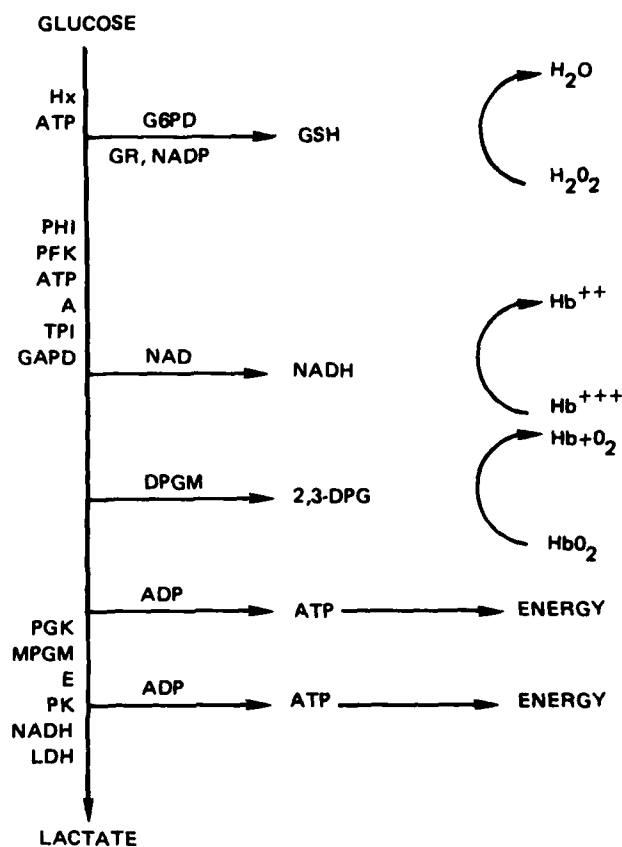 GLUCOSE
Hx
ATP
G6PD
GR, NADP
GSH
H2O
H2O2
PHI
PFK
ATP
A
TPI
GAPD
NAD
NADH
Hb++
Hb+++
Hb+O2
DPGM
2,3-DPG
HbO2
ADP
ATP
ENERGY
PGK
MPGM
E
PK
NADH
LDH
ADP
ATP
ENERGY
LACTATE